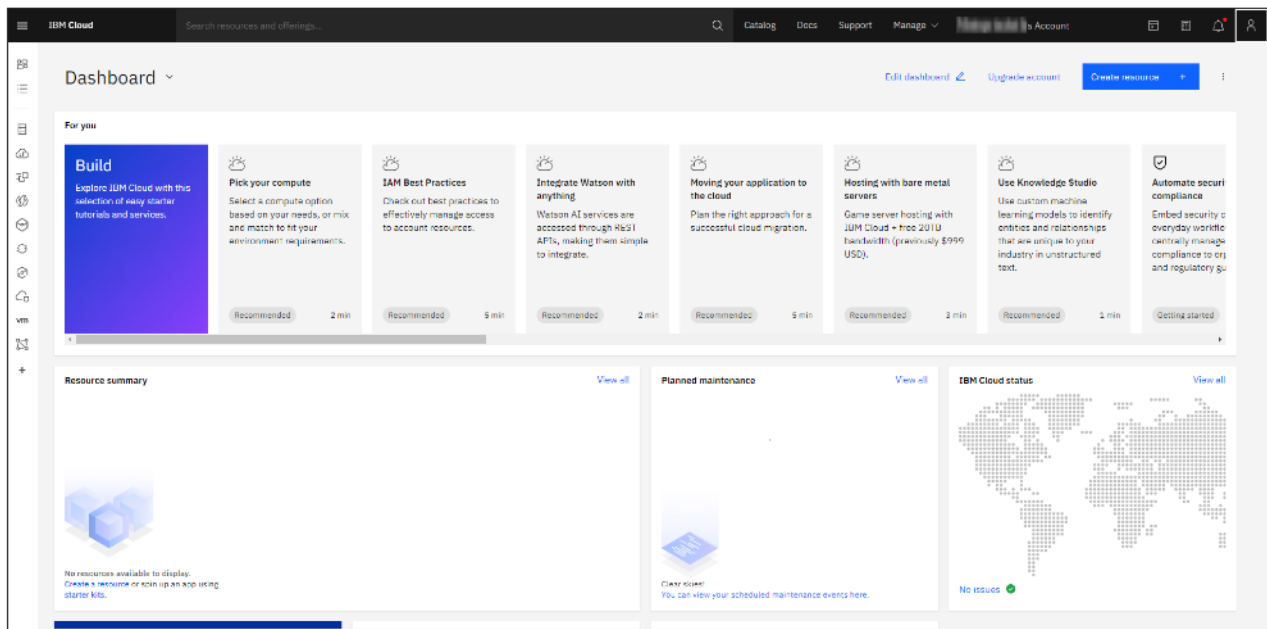 IBM Cloud
Search resources and offerings...
Catalog
Docs
Support
Manage
's Account
Dashboard
Edit dashboard
Upgrade account
Create resource +
For you
Build
Explore IBM Cloud with this
selection of easy starter
tutorials and services.
Pick your compute
Select a compute option
based on your needs, or mix
and match to fit your
environment requirements.
Recommended
2 min
IAM Best Practices
Check out best practices to
effectively manage access
to account resources.
Recommended
5 min
Integrate Watson with
anything
Watson AI services are
accessed through REST
APIs, making them simple
to integrate.
Recommended
2 min
Moving your application to
the cloud
Plan the right approach for a
successful cloud migration.
Recommended
5 min
Hosting with bare metal
servers
Game server hosting with
IBM Cloud + free 20TB
bandwidth (previously $999
USD).
Recommended
3 min
Use Knowledge Studio
Use custom machine
learning models to identify
entities and relationships
that are unique to your
industry in unstructured
text.
Recommended
1 min
Automate securi
compliance
Embed security c
everyday workflo
centrally manage
compliance to org
and regulatory gu
Getting started
vm
Resource summary
View all
No resources available to display.
Create a resource or spin up an app using
starter kits.
Planned maintenance
View all
Clear skies!
You can view your scheduled maintenance events here.
IBM Cloud status
View all
No issues